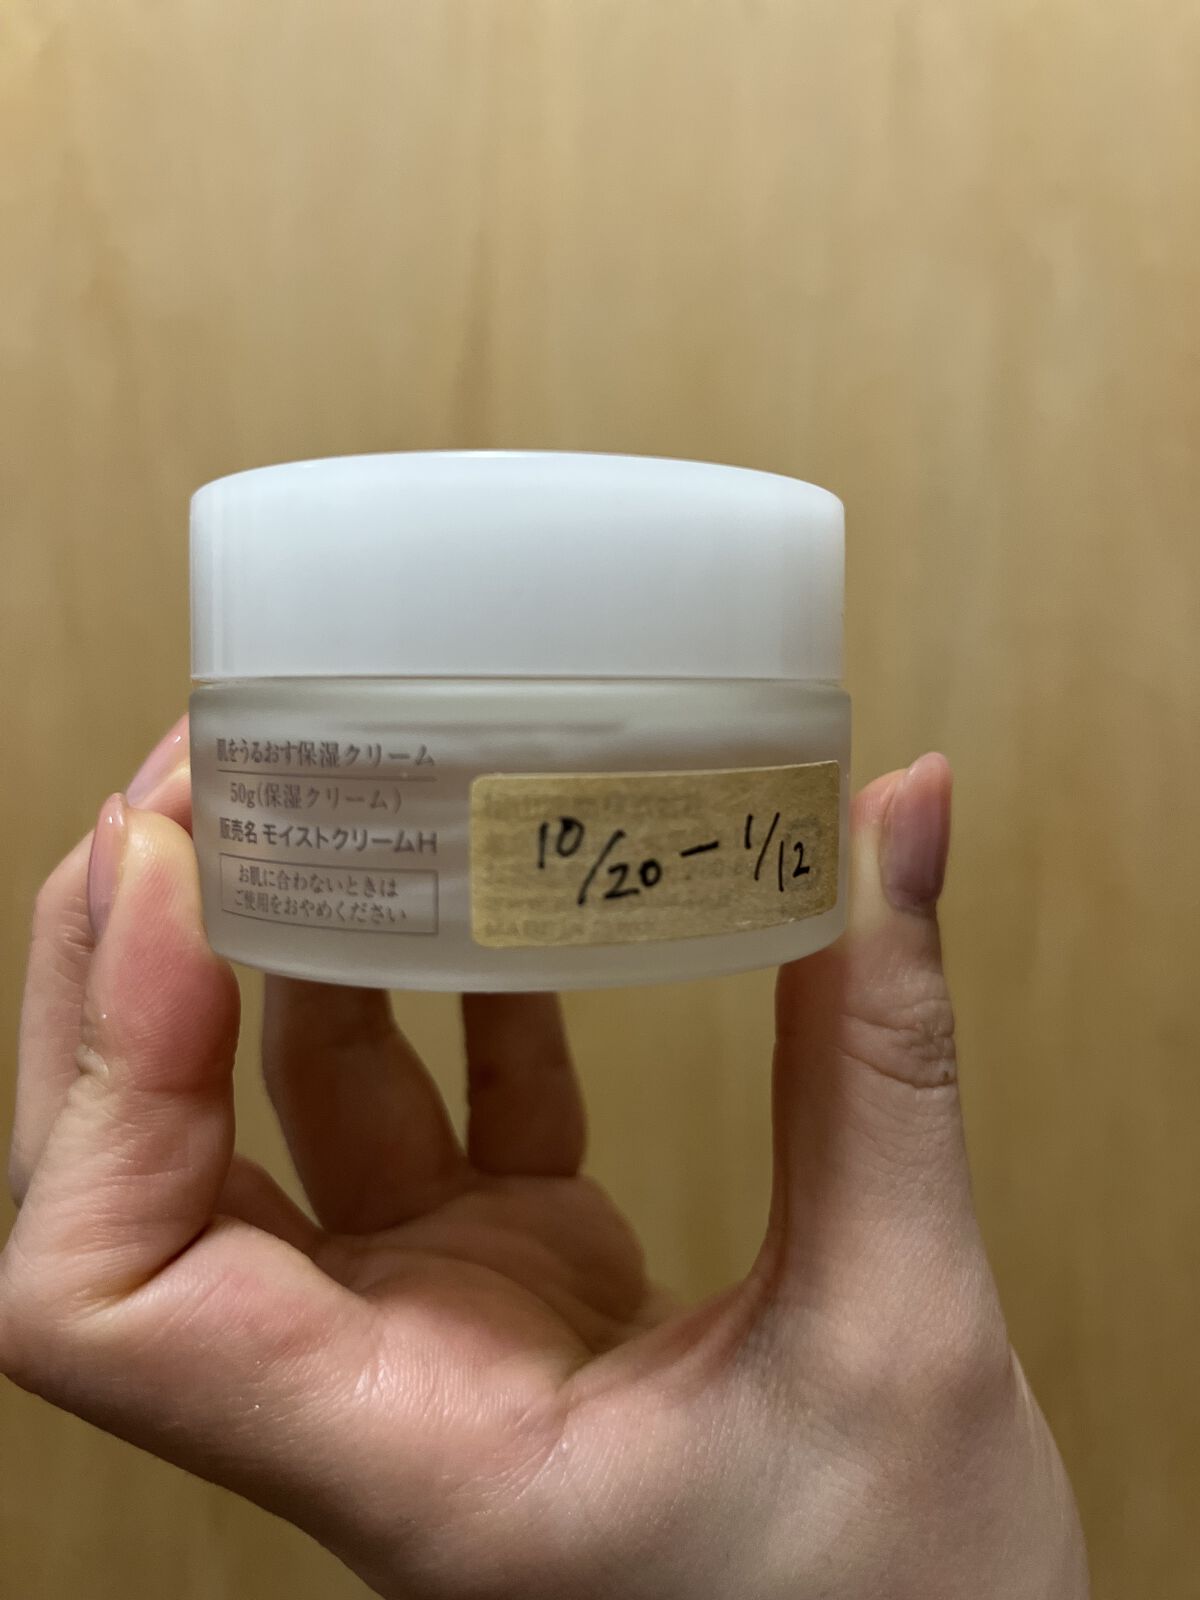 肌をうるおす保湿クリーム
50g(保湿クリーム)
販売名 モイストクリームH
お肌に合わないときは
ご使用をおやめください
10/20 - 1/12